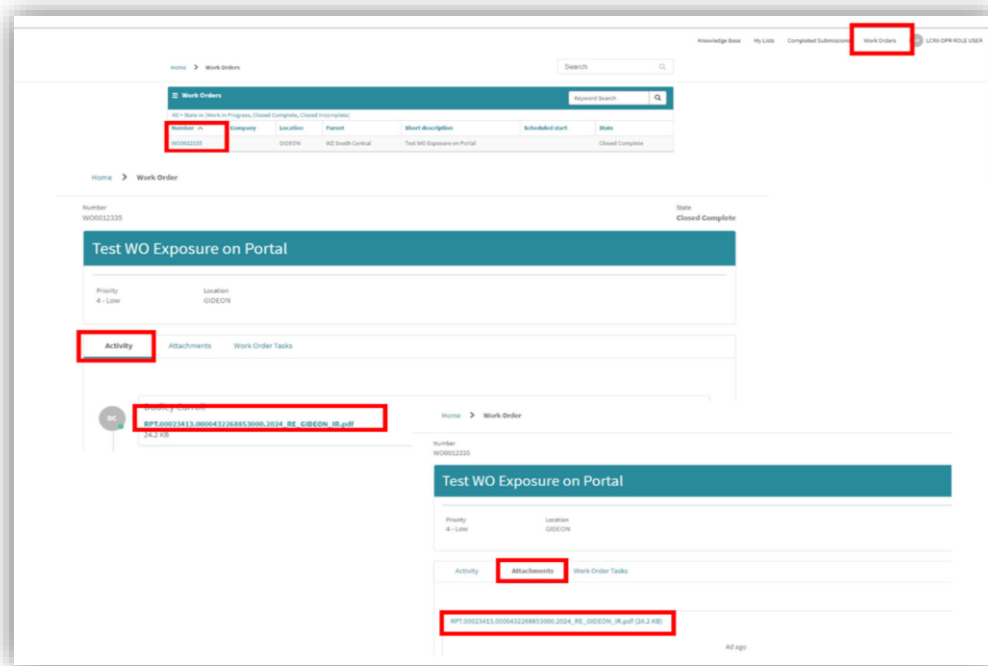 Knowledge Base My Lists Completed Submissions Work Orders LCRA OPR ROLE USER
Home > Work Orders Search
Work Orders Keyword Search
All > State in (Work in Progress, Closed Complete, Closed Incomplete)
Number Company Location Parent Short description Scheduled start State
WO0012335 GIDEON WZ South Central Test WO Exposure on Portal Closed Complete
Home > Work Order
Number State
WO0012335 Closed Complete
Test WO Exposure on Portal
Priority Location
4 - Low GIDEON
Activity Attachments Work Order Tasks
DC
RPT.00023413.0000432268853000.2024_RE_GIDEON_IR.pdf
24.2 KB
Home > Work Order
Number
WO0012335
Test WO Exposure on Portal
Priority Location
4 - Low GIDEON
Activity Attachments Work Order Tasks
RPT.00023413.0000432268853000.2024_RE_GIDEON_IR.pdf (24.2 KB)
4d ago